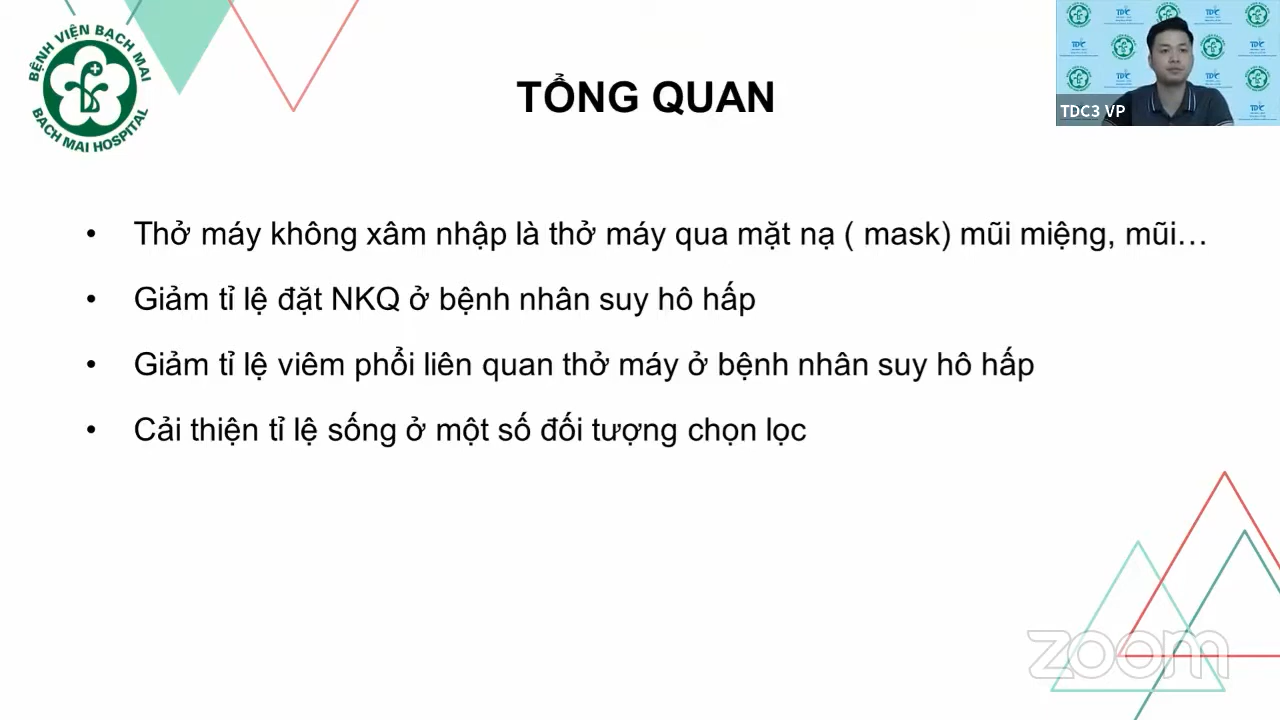 BỆNH VIỆN BẠCH MAI
BACH MAI HOSPITAL
TỔNG QUAN
TDC3 VP
• Thở máy không xâm nhập là thở máy qua mặt nạ ( mask) mũi miệng, mũi…
• Giảm tỉ lệ đặt NKQ ở bệnh nhân suy hô hấp
• Giảm tỉ lệ viêm phổi liên quan thở máy ở bệnh nhân suy hô hấp
• Cải thiện tỉ lệ sống ở một số đối tượng chọn lọc
zoom